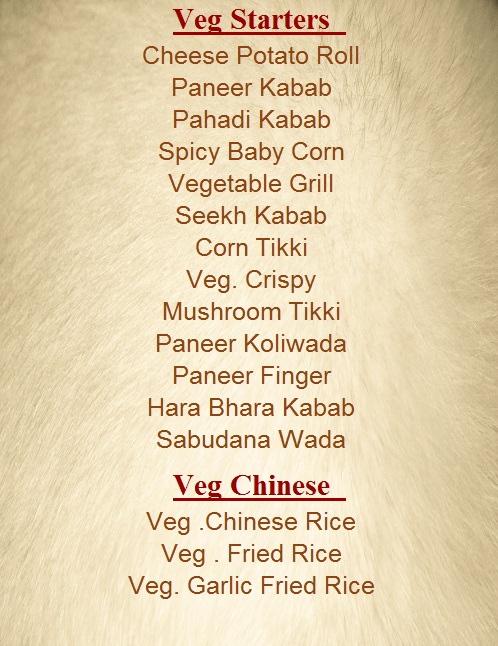 Veg Starters
Cheese Potato Roll
Paneer Kabab
Pahadi Kabab
Spicy Baby Corn
Vegetable Grill
Seekh Kabab
Corn Tikki
Veg. Crispy
Mushroom Tikki
Paneer Koliwada
Paneer Finger
Hara Bhara Kabab
Sabudana Wada
Veg Chinese
Veg .Chinese Rice
Veg . Fried Rice
Veg. Garlic Fried Rice